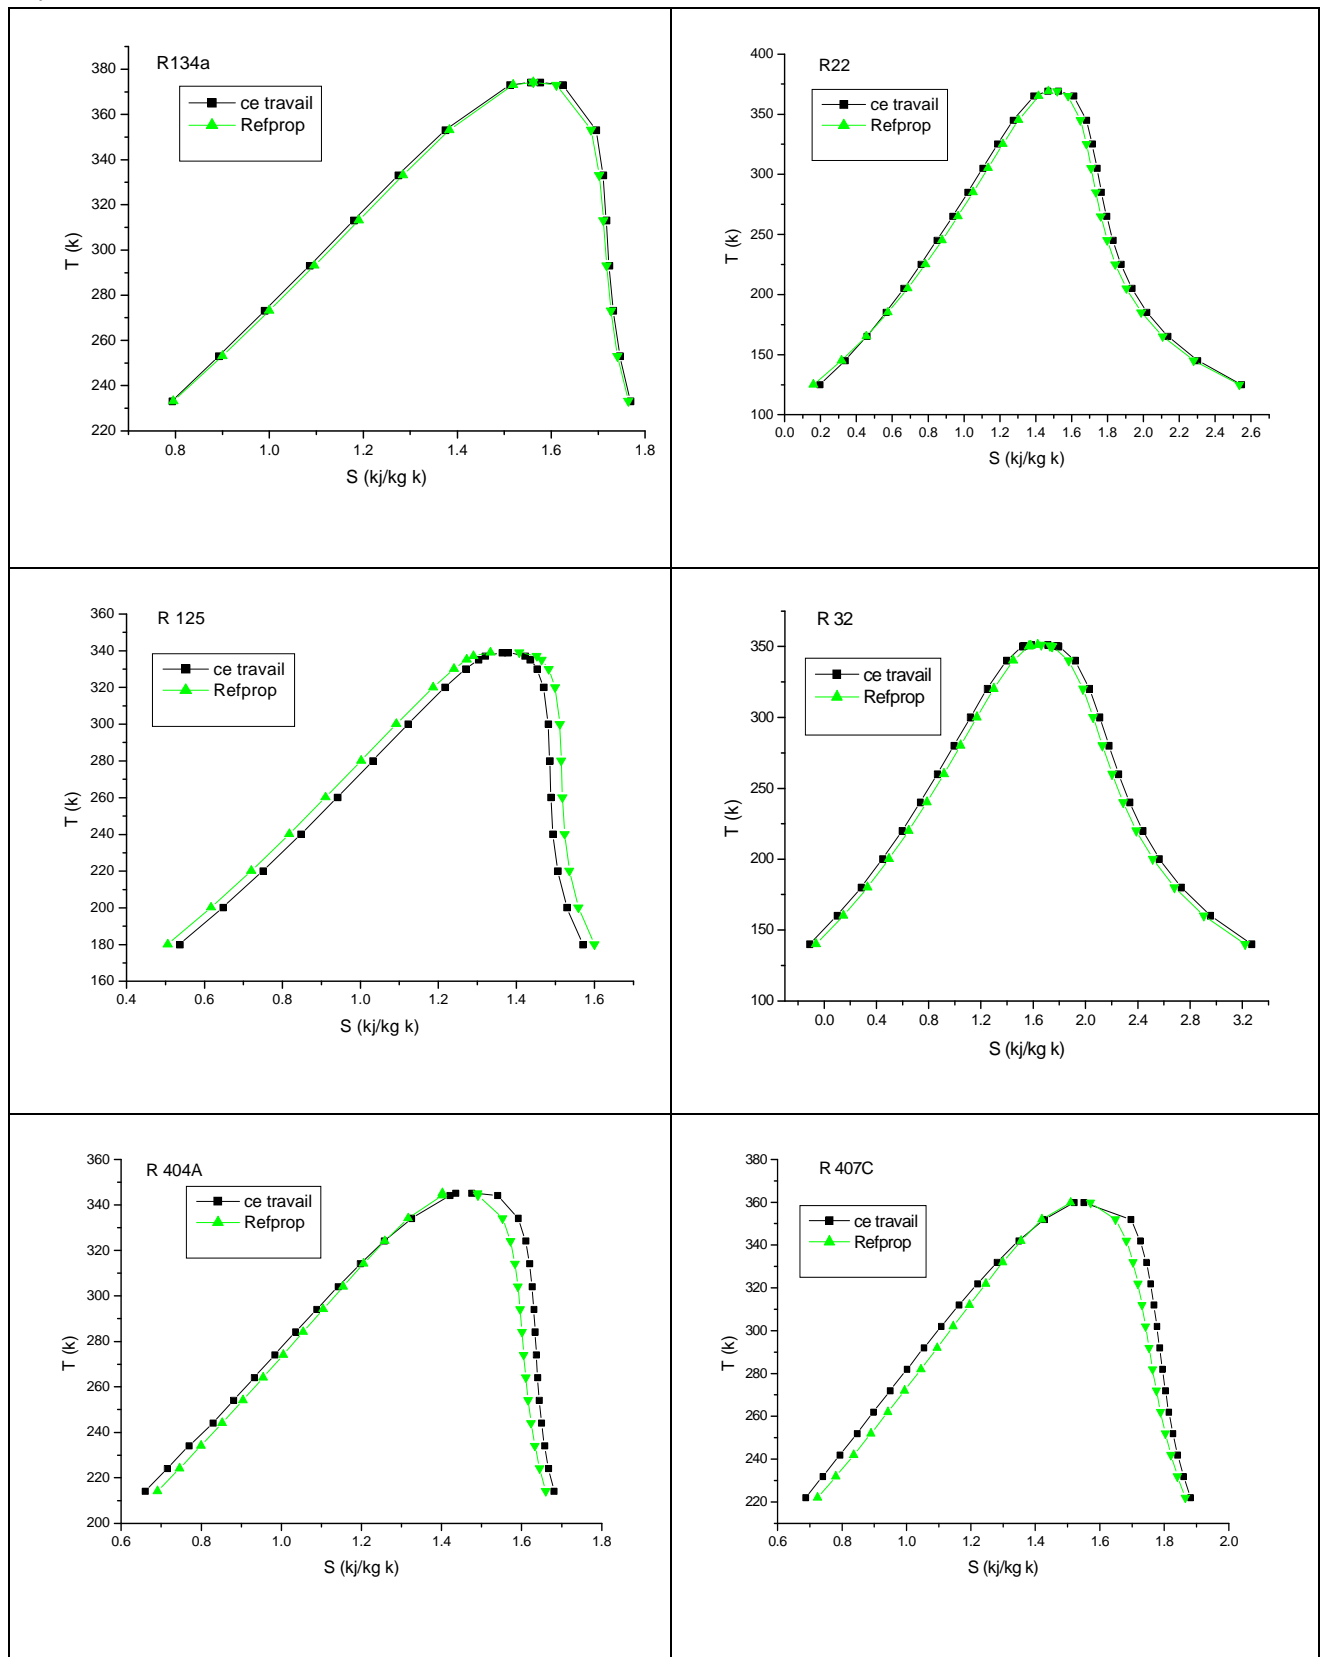 R134a
ce travail
Refprop
380
360
340
320
300
280
260
240
220
T (k)
0.8 1.0 1.2 1.4 1.6 1.8
S (kj/kg k)
R22
ce travail
Refprop
400
350
300
250
200
150
100
T (k)
0.0 0.2 0.4 0.6 0.8 1.0 1.2 1.4 1.6 1.8 2.0 2.2 2.4 2.6
S (kj/kg k)
R 125
ce travail
Refprop
360
340
320
300
280
260
240
220
200
180
160
T (k)
0.4 0.6 0.8 1.0 1.2 1.4 1.6
S (kj/kg k)
R 32
ce travail
Refprop
350
300
250
200
150
100
T (k)
0.0 0.4 0.8 1.2 1.6 2.0 2.4 2.8 3.2
S (kj/kg k)
R 404A
ce travail
Refprop
360
340
320
300
280
260
240
220
200
T (k)
0.6 0.8 1.0 1.2 1.4 1.6 1.8
S (kj/kg k)
R 407C
ce travail
Refprop
380
360
340
320
300
280
260
240
220
T (k)
0.6 0.8 1.0 1.2 1.4 1.6 1.8 2.0
S (kj/kg k)